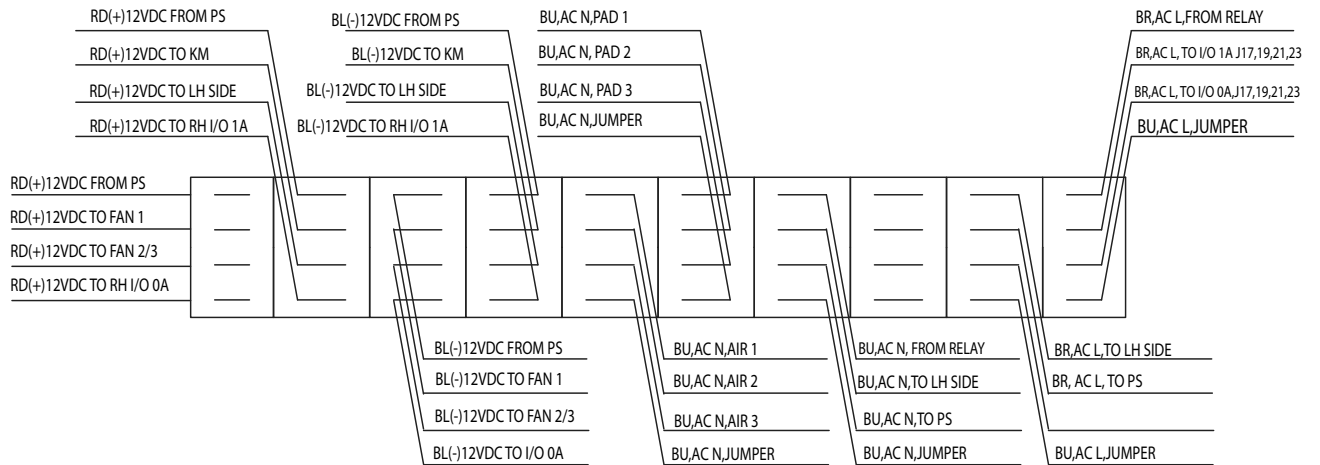 RD(+)12VDC FROM PS
RD(+)12VDC TO KM
RD(+)12VDC TO LH SIDE
RD(+)12VDC TO RH I/O 1A
BL(-)12VDC FROM PS
BL(-)12VDC TO KM
BL(-)12VDC TO LH SIDE
BL(-)12VDC TO RH I/O 1A
BU,AC N,PAD 1
BU,AC N, PAD 2
BU,AC N, PAD 3
BU,AC N,JUMPER
BR,AC L,FROM RELAY
BR,AC L, TO I/O 1A J17,19,21,23
BR,AC L, TO I/O 0A,J17,19,21,23
BU,AC L,JUMPER
RD(+)12VDC FROM PS
RD(+)12VDC TO FAN 1
RD(+)12VDC TO FAN 2/3
RD(+)12VDC TO RH I/O 0A
BL(-)12VDC FROM PS
BL(-)12VDC TO FAN 1
BL(-)12VDC TO FAN 2/3
BL(-)12VDC TO I/O 0A
BU,AC N,AIR 1
BU,AC N,AIR 2
BU,AC N,AIR 3
BU,AC N,JUMPER
BU,AC N, FROM RELAY
BU,AC N,TO LH SIDE
BU,AC N,TO PS
BU,AC N,JUMPER
BR,AC L,TO LH SIDE
BR, AC L, TO PS
BU,AC L,JUMPER